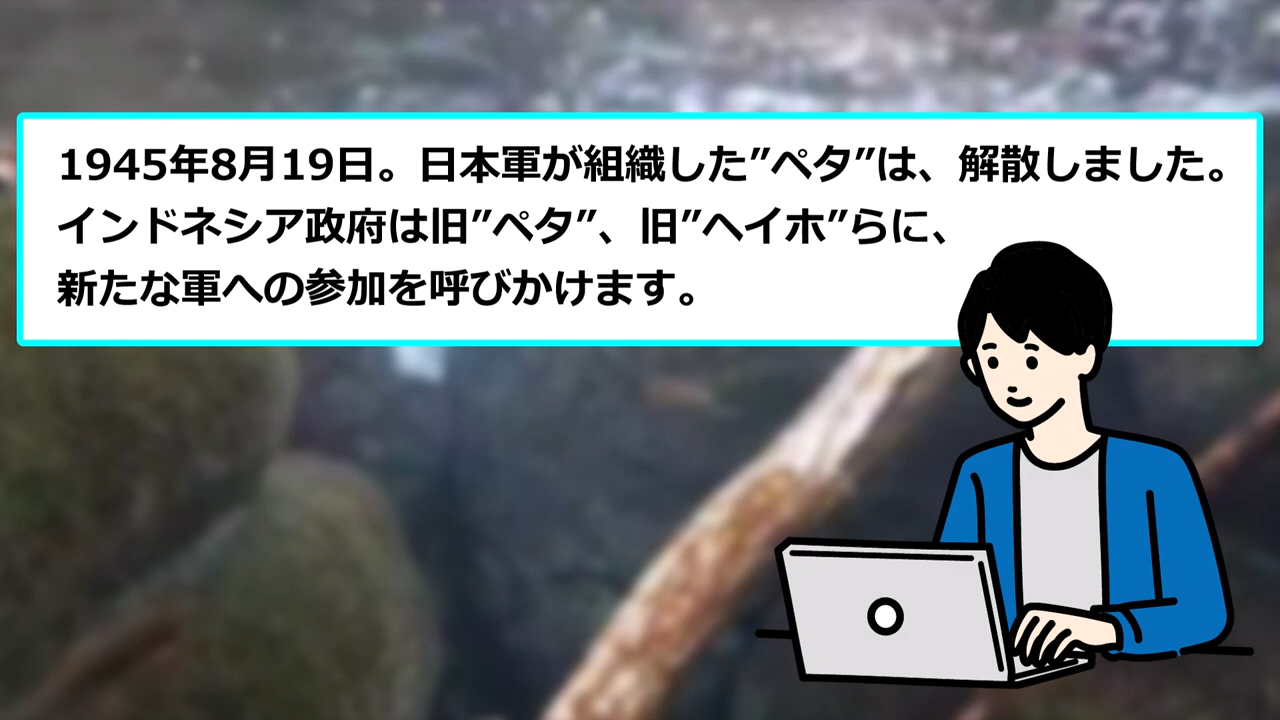 1945年8月19日。日本軍が組織した”ペタ”は、解散しました。
インドネシア政府は旧”ペタ”、旧”ヘイホ”らに、
新たな軍への参加を呼びかけます。